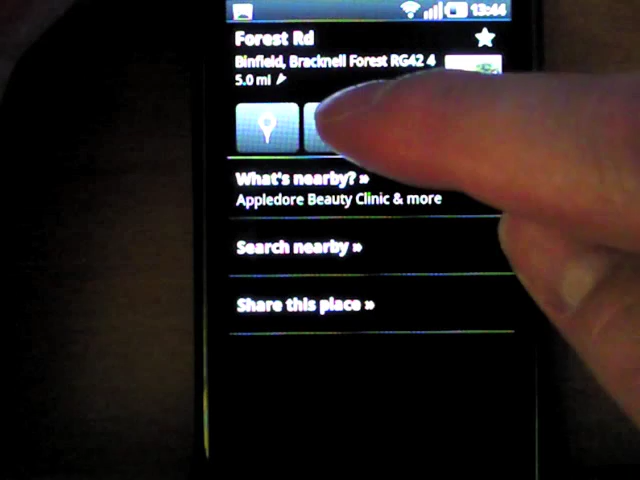 13:44
Forest Rd
Binfield, Bracknell Forest RG42 4
5.0 mi
What's nearby? »
Appledore Beauty Clinic & more
Search nearby »
Share this place »